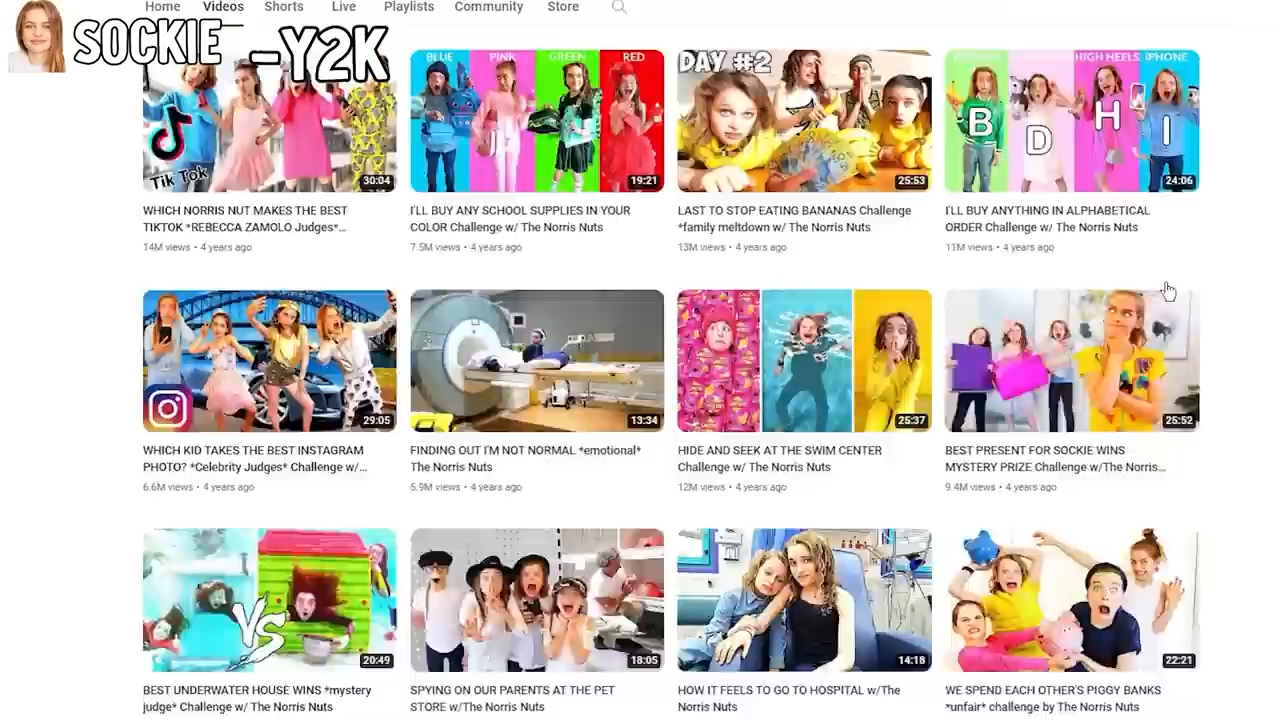 Home Videos Shorts Live Playlists Community Store
SOCKIE -Y2K
TikTok
30:04
BLUE PINK GREEN RED
19:21
DAY #2
25:53
HIGH HEELS IPHONE
B D H I
24:06
WHICH NORRIS NUT MAKES THE BEST
TIKTOK *REBECCA ZAMOLO Judges*...
14M views • 4 years ago
I'LL BUY ANY SCHOOL SUPPLIES IN YOUR
COLOR Challenge w/ The Norris Nuts
7.5M views • 4 years ago
LAST TO STOP EATING BANANAS Challenge
*family meltdown w/ The Norris Nuts
13M views • 4 years ago
I'LL BUY ANYTHING IN ALPHABETICAL
ORDER Challenge w/ The Norris Nuts
11M views • 4 years ago
29:05
13:34
25:37
25:52
WHICH KID TAKES THE BEST INSTAGRAM
PHOTO? *Celebrity Judges* Challenge w/...
6.6M views • 4 years ago
FINDING OUT I'M NOT NORMAL *emotional*
The Norris Nuts
5.9M views • 4 years ago
HIDE AND SEEK AT THE SWIM CENTER
Challenge w/ The Norris Nuts
12M views • 4 years ago
BEST PRESENT FOR SOCKIE WINS
MYSTERY PRIZE Challenge w/The Norris...
9.4M views • 4 years ago
VS
20:49
18:05
14:18
22:21
BEST UNDERWATER HOUSE WINS *mystery
judge* Challenge w/ The Norris Nuts
SPYING ON OUR PARENTS AT THE PET
STORE w/The Norris Nuts
HOW IT FEELS TO GO TO HOSPITAL w/The
Norris Nuts
WE SPEND EACH OTHER'S PIGGY BANKS
*unfair* challenge by The Norris Nuts